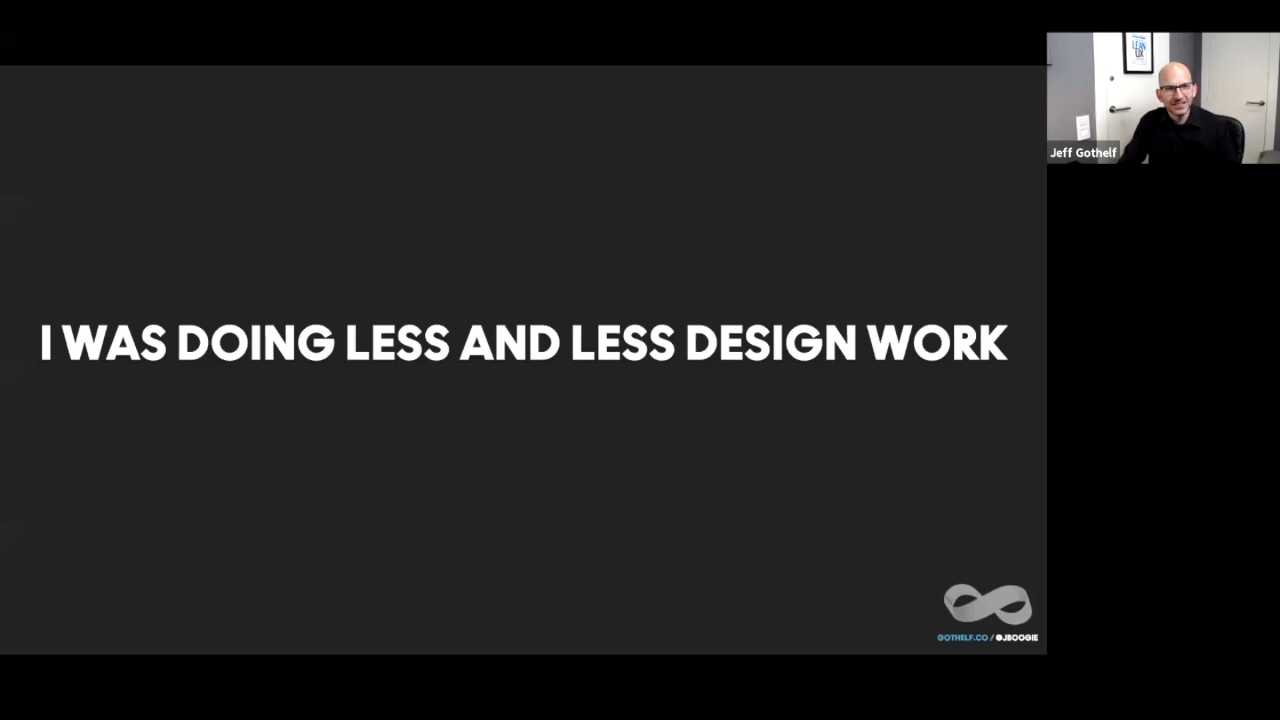 I WAS DOING LESS AND LESS DESIGN WORK
LEAN
UX
Jeff Gothelf
GOTHELF.CO / @JBOOGIE